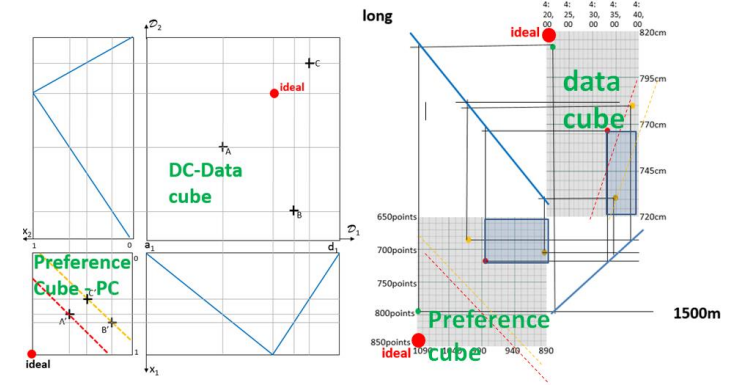 𝒟₂
C
ideal
A
DC-Data
cube
B
𝒟₁
x₂
1
0
a₁
d₁
0
Preference
Cube - PC
C'
A'
B'
1
ideal
x₁
long
4:
20,
00
4:
25,
00
4:
30,
00
4:
35,
00
4:
40,
00
ideal
820cm
data
cube
795cm
770cm
745cm
720cm
650points
700points
750points
800points
850points
ideal
Preference
cube
1090
940
890
1500m